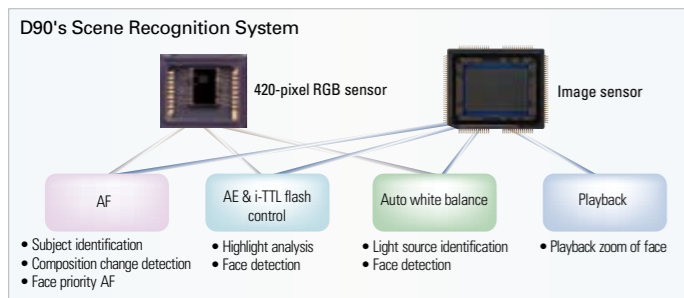 D90's Scene Recognition System
420-pixel RGB sensor
Image sensor
AF
AE & i-TTL flash
control
Auto white balance
Playback
• Subject identification
• Composition change detection
• Face priority AF
• Highlight analysis
• Face detection
• Light source identification
• Face detection
• Playback zoom of face